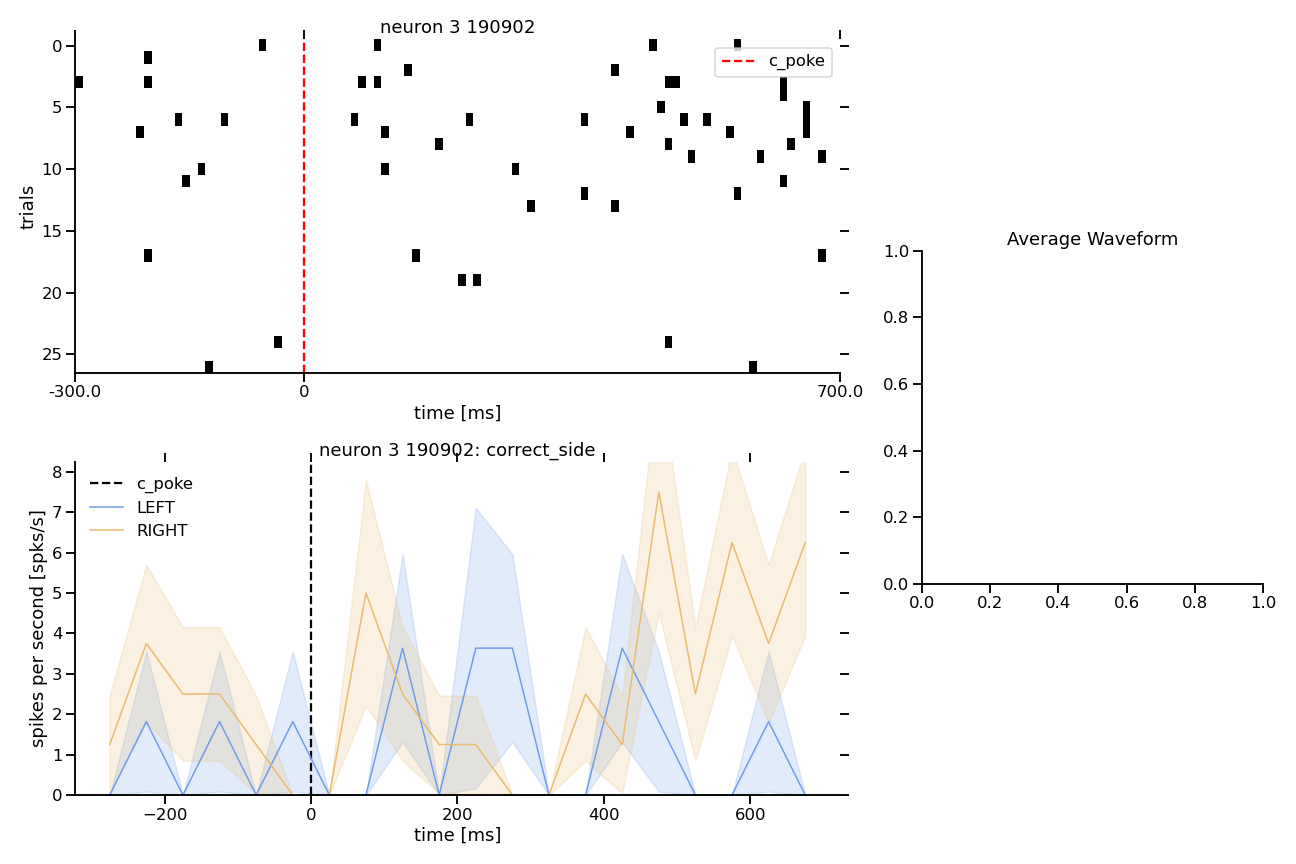 neuron 3 190902
0
5
10
15
20
25
trials
c_poke
-300.0 0 700.0
time [ms]
neuron 3 190902: correct_side
8
7
6
5
4
3
2
1
0
spikes per second [spks/s]
c_poke
LEFT
RIGHT
−200 0 200 400 600
time [ms]
Average Waveform
1.0
0.8
0.6
0.4
0.2
0.0
0.0 0.2 0.4 0.6 0.8 1.0